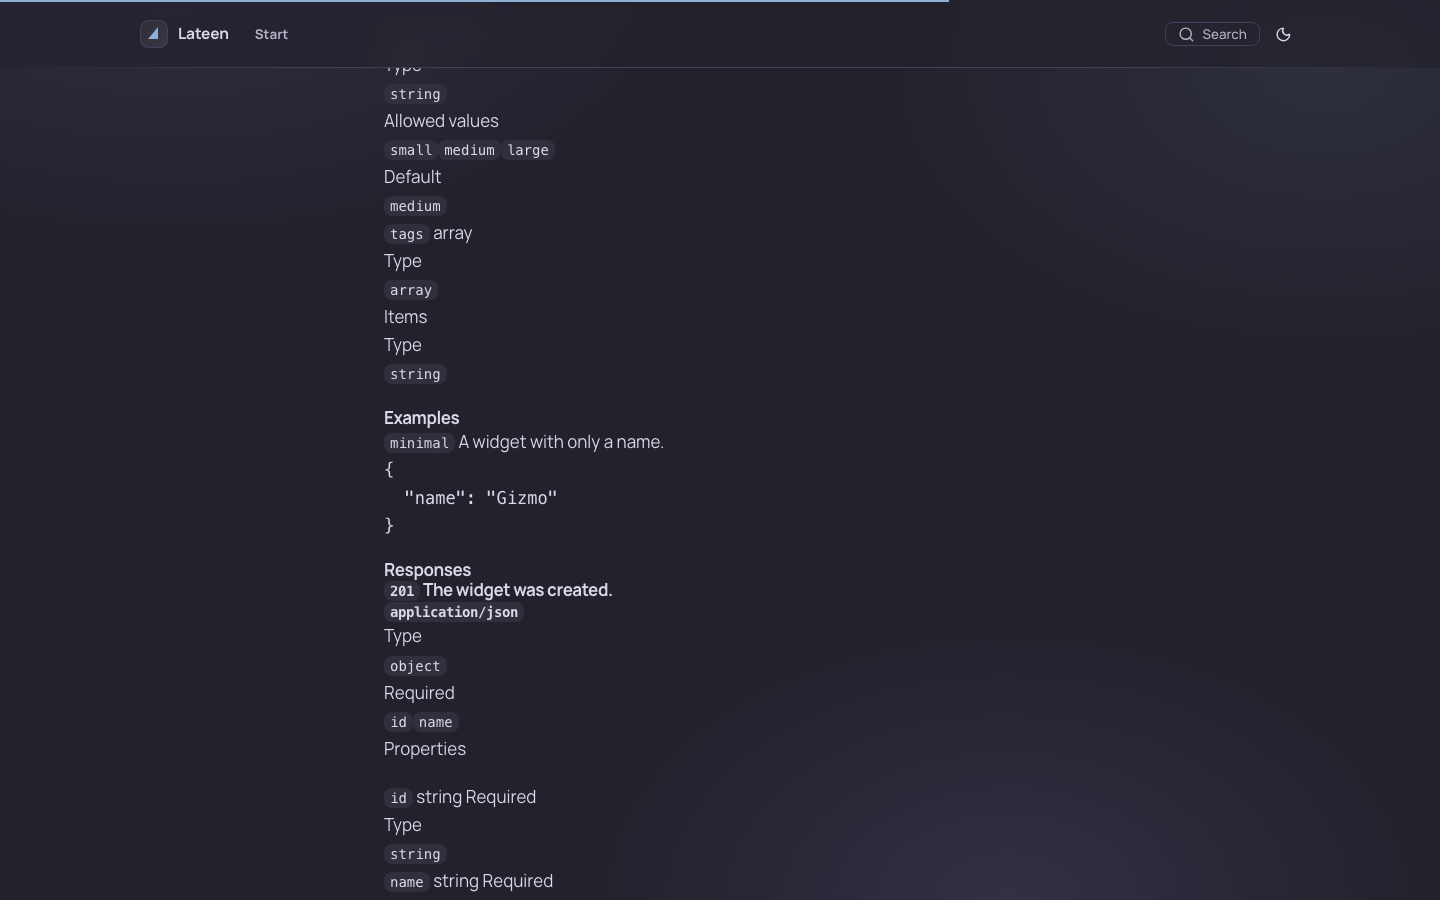 Lateen Start Search
Type
string
Allowed values
small medium large
Default
medium
tags array
Type
array
Items
Type
string
Examples
minimal A widget with only a name.
{
"name": "Gizmo"
}
Responses
201 The widget was created.
application/json
Type
object
Required
id name
Properties
id string Required
Type
string
name string Required